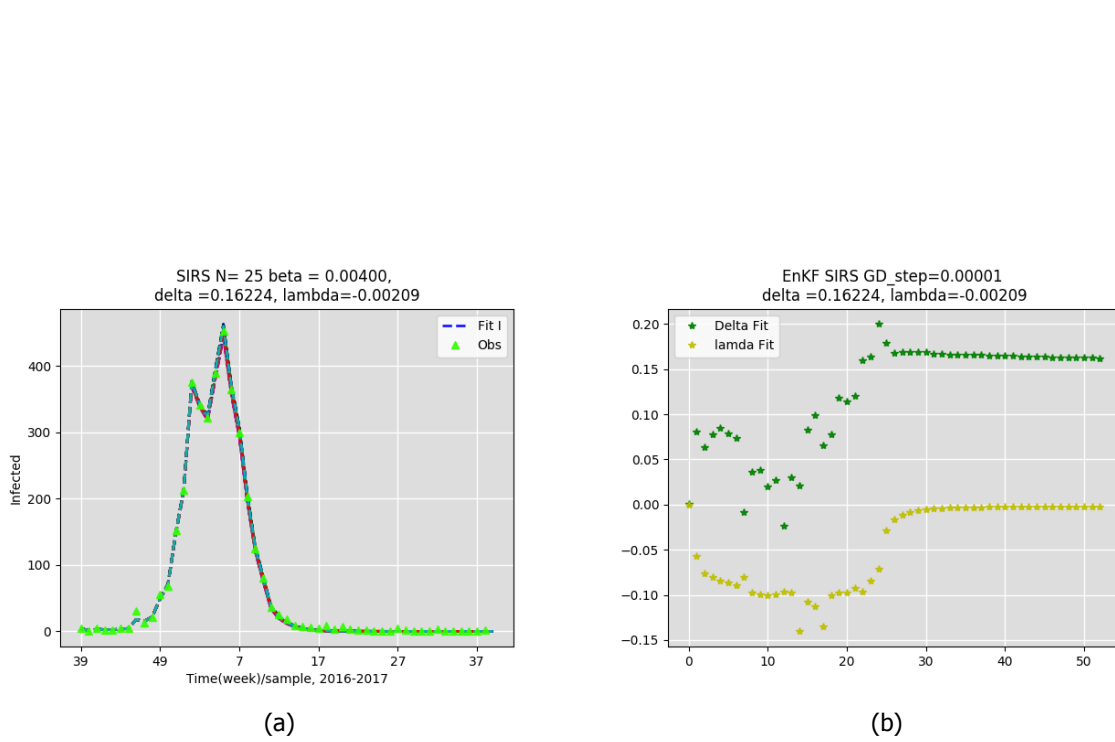 SIRS N= 25 beta = 0.00400,
delta =0.16224, lambda=-0.00209
Fit I
Obs
400
300
200
100
0
Infected
39 49 7 17 27 37
Time(week)/sample, 2016-2017
(a)
EnKF SIRS GD_step=0.00001
delta =0.16224, lambda=-0.00209
Delta Fit
lamda Fit
0.20
0.15
0.10
0.05
0.00
−0.05
−0.10
−0.15
0 10 20 30 40 50
(b)